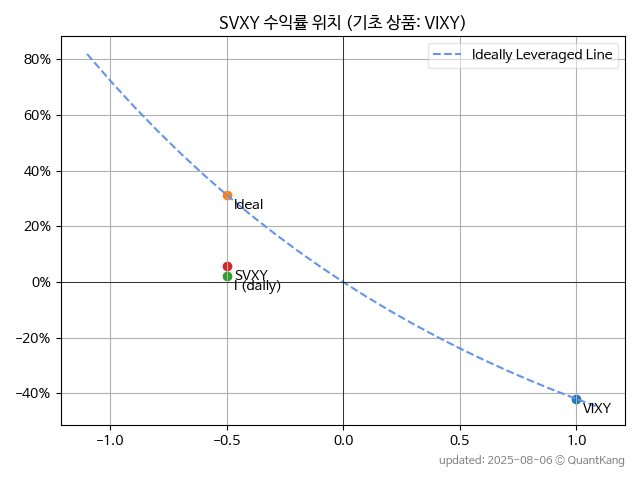 SVXY 수익률 위치 (기초 상품: VIXY)
Ideally Leveraged Line
80%
60%
40%
20%
0%
−20%
−40%
Ideal
SVXY
l (daily)
VIXY
−1.0
−0.5
0.0
0.5
1.0
updated: 2025-08-06 © QuantKang